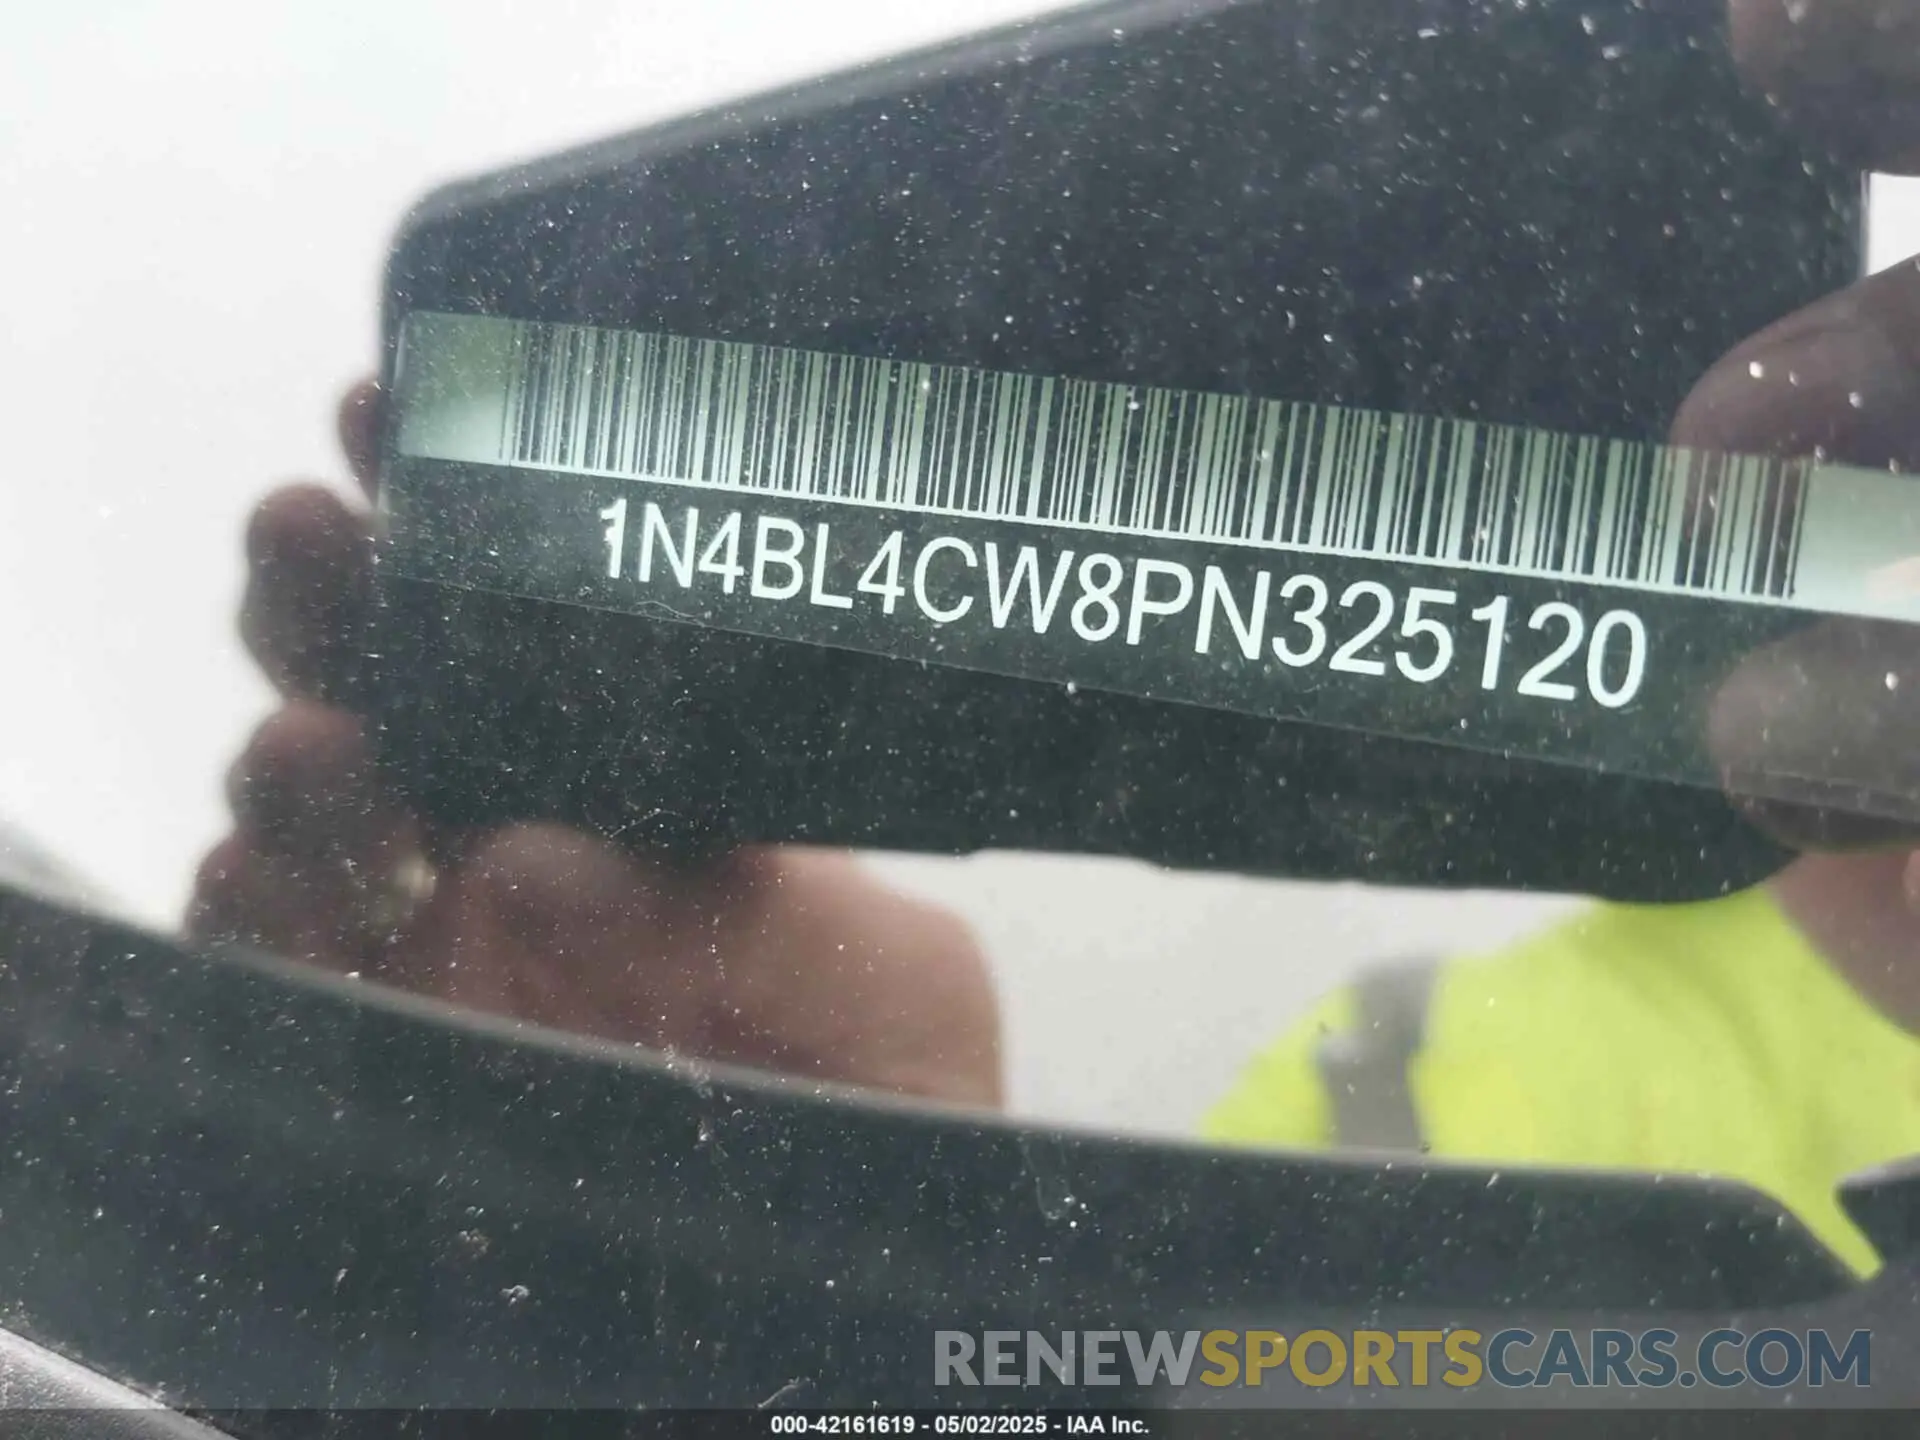 1N4BL4CW8PN325120
RENEWSPORTSCARS.COM
000-42161619 - 05/02/2025 - IAA Inc.